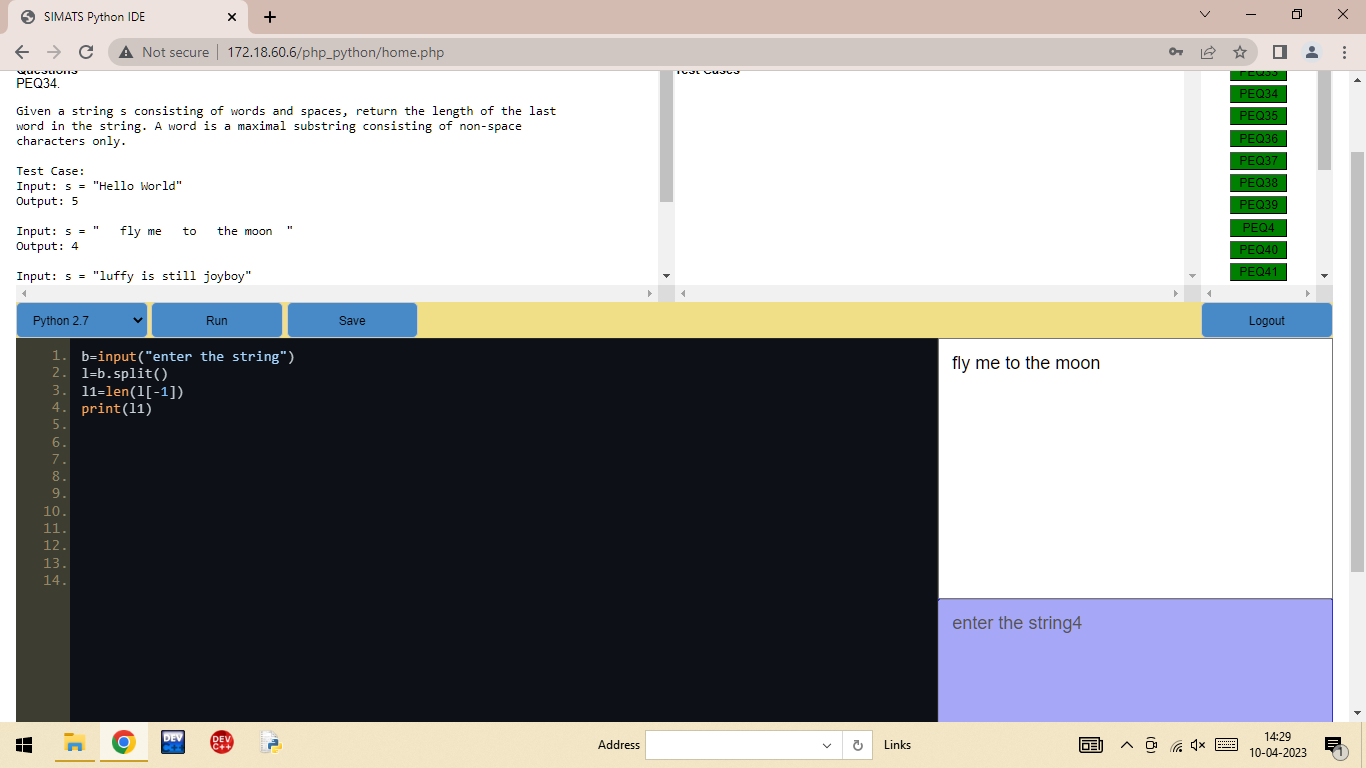 SIMATS Python IDE
Not secure
172.18.60.6/php_python/home.php
Questions
Test Cases
PEQ34.
Given a string s consisting of words and spaces, return the length of the last
word in the string. A word is a maximal substring consisting of non-space
characters only.
Test Case:
Input: s = "Hello World"
Output: 5
Input: s = "   fly me   to   the moon  "
Output: 4
Input: s = "luffy is still joyboy"
PEQ33
PEQ34
PEQ35
PEQ36
PEQ37
PEQ38
PEQ39
PEQ4
PEQ40
PEQ41
Python 2.7
Run
Save
Logout
1. b=input("enter the string")
2. l=b.split()
3. l1=len(l[-1])
4. print(l1)
5.
6.
7.
8.
9.
10.
11.
12.
13.
14.
fly me to the moon
enter the string4
DEV C++
DEV C++
Address
Links
14:29
10-04-2023
1